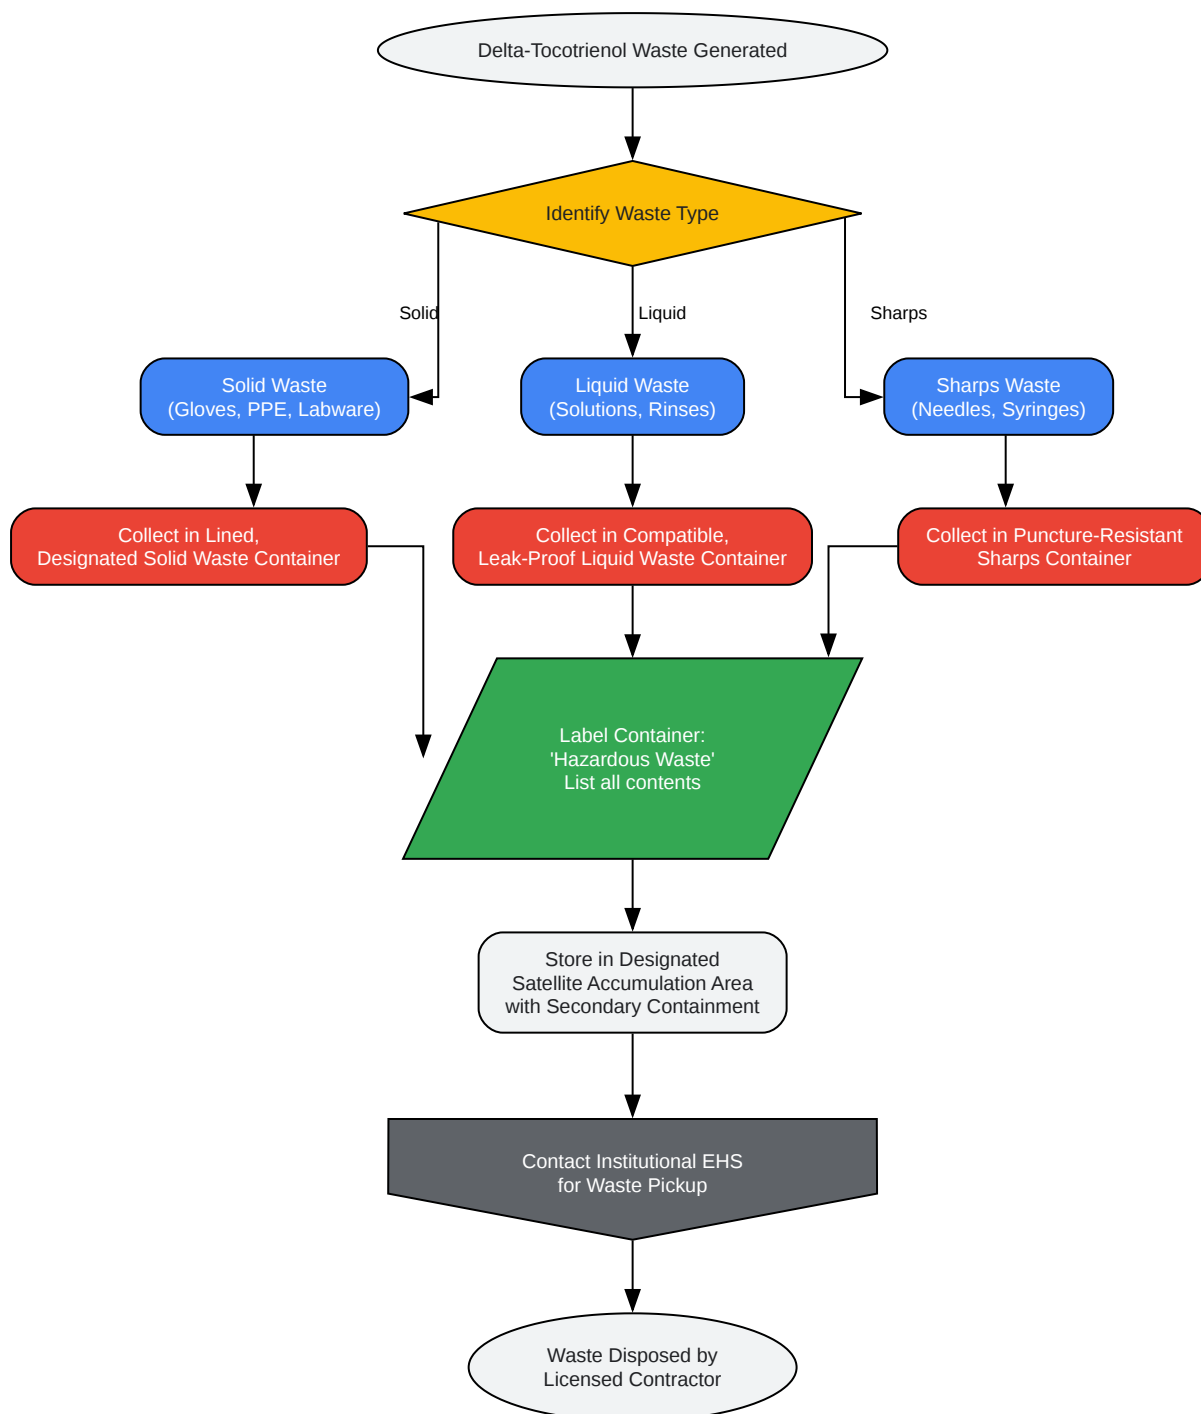 Delta-Tocotrienol Waste Generated
Identify Waste Type
Solid
Liquid
Sharps
Solid Waste
(Gloves, PPE, Labware)
Liquid Waste
(Solutions, Rinses)
Sharps Waste
(Needles, Syringes)
Collect in Lined,
Designated Solid Waste Container
Collect in Compatible,
Leak-Proof Liquid Waste Container
Collect in Puncture-Resistant
Sharps Container
Label Container:
'Hazardous Waste'
List all contents
Store in Designated
Satellite Accumulation Area
with Secondary Containment
Contact Institutional EHS
for Waste Pickup
Waste Disposed by
Licensed Contractor